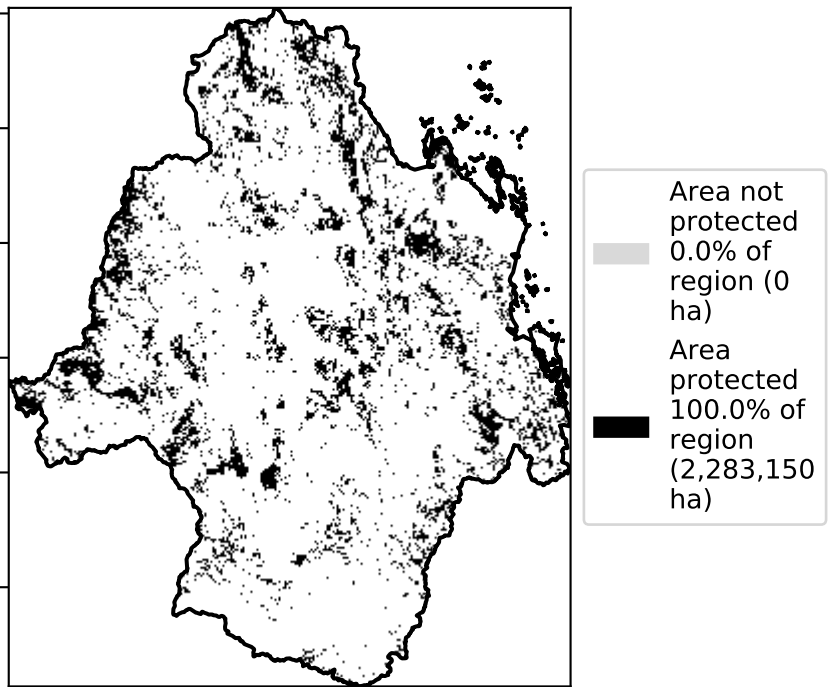 Area not
protected
0.0% of
region (0
ha)
Area
protected
100.0% of
region
(2,283,150
ha)